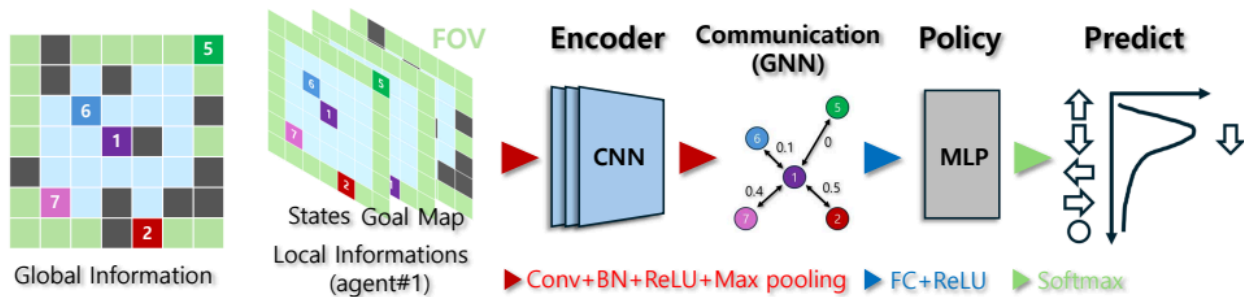 5
6
1
7
2
Global Information
FOV
6
5
1
7
2
States Goal Map
Local Informations
(agent#1)
Encoder
CNN
Communication
(GNN)
5
6
0.1
0
1
0.4
0.5
7
2
Policy
MLP
Predict
Conv+BN+ReLU+Max pooling
FC+ReLU
Softmax